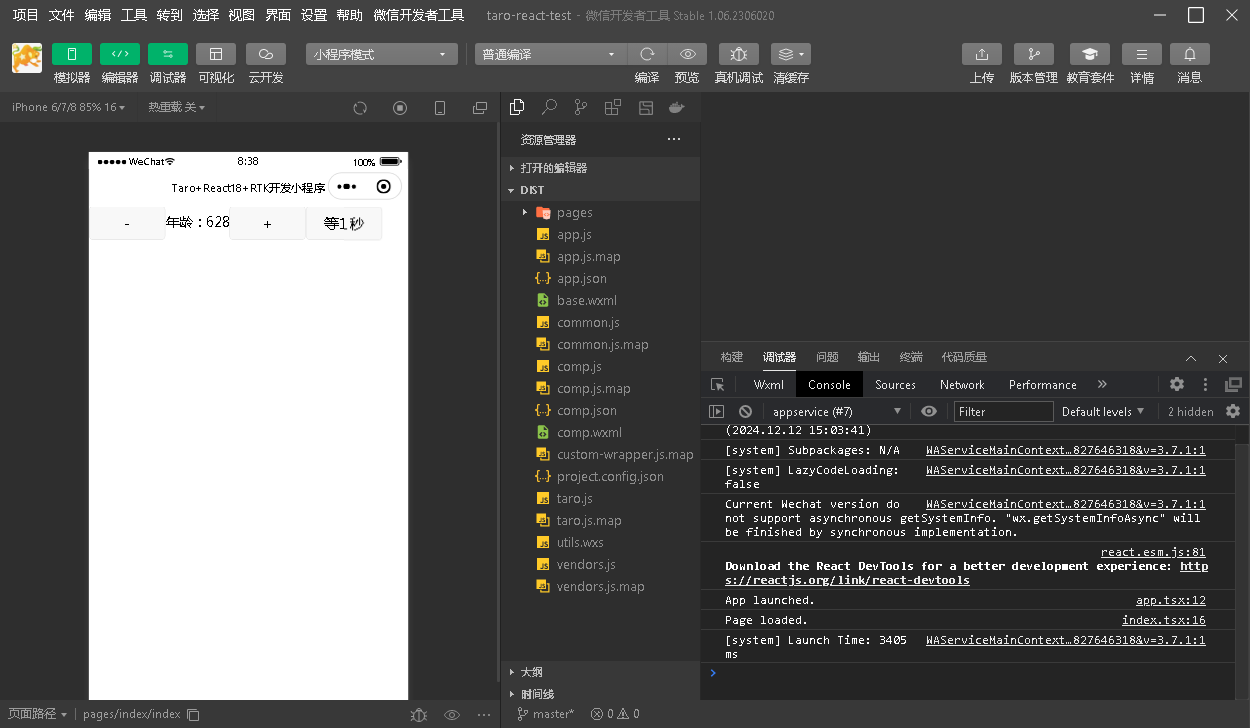 项目 文件 编辑 工具 转到 选择 视图 界面 设置 帮助 微信开发者工具 taro-react-test - 微信开发者工具 Stable 1.06.2306020
小程序模式 普通编译
模拟器 编辑器 调试器 可视化 云开发 编译 预览 真机调试 清缓存 上传 版本管理 教育套件 详情 消息
iPhone 6/7/8 85% 16 热重载 关
WeChat 8:38 100%
Taro+React18+RTK开发小程序
- 年龄：628 + 等1秒
页面路径 pages/index/index
资源管理器
打开的编辑器
DIST
pages
app.js
app.js.map
app.json
base.wxml
common.js
common.js.map
comp.js
comp.js.map
comp.json
comp.wxml
custom-wrapper.js.map
project.config.json
taro.js
taro.js.map
utils.wxs
vendors.js
vendors.js.map
大纲
时间线
master* 0 0
构建 调试器 问题 输出 终端 代码质量
Wxml Console Sources Network Performance
appservice (#7) Filter Default levels 2 hidden
(2024.12.12 15:03:41)
[system] Subpackages: N/A WAServiceMainContext…827646318&v=3.7.1:1
[system] LazyCodeLoading: WAServiceMainContext…827646318&v=3.7.1:1
false
Current Wechat version do WAServiceMainContext…827646318&v=3.7.1:1
not support asynchronous getSystemInfo. "wx.getSystemInfoAsync" will
be finished by synchronous implementation.
react.esm.js:81
Download the React DevTools for a better development experience: http
s://reactjs.org/link/react-devtools
App launched. app.tsx:12
Page loaded. index.tsx:16
[system] Launch Time: 3405 WAServiceMainContext…827646318&v=3.7.1:1
ms